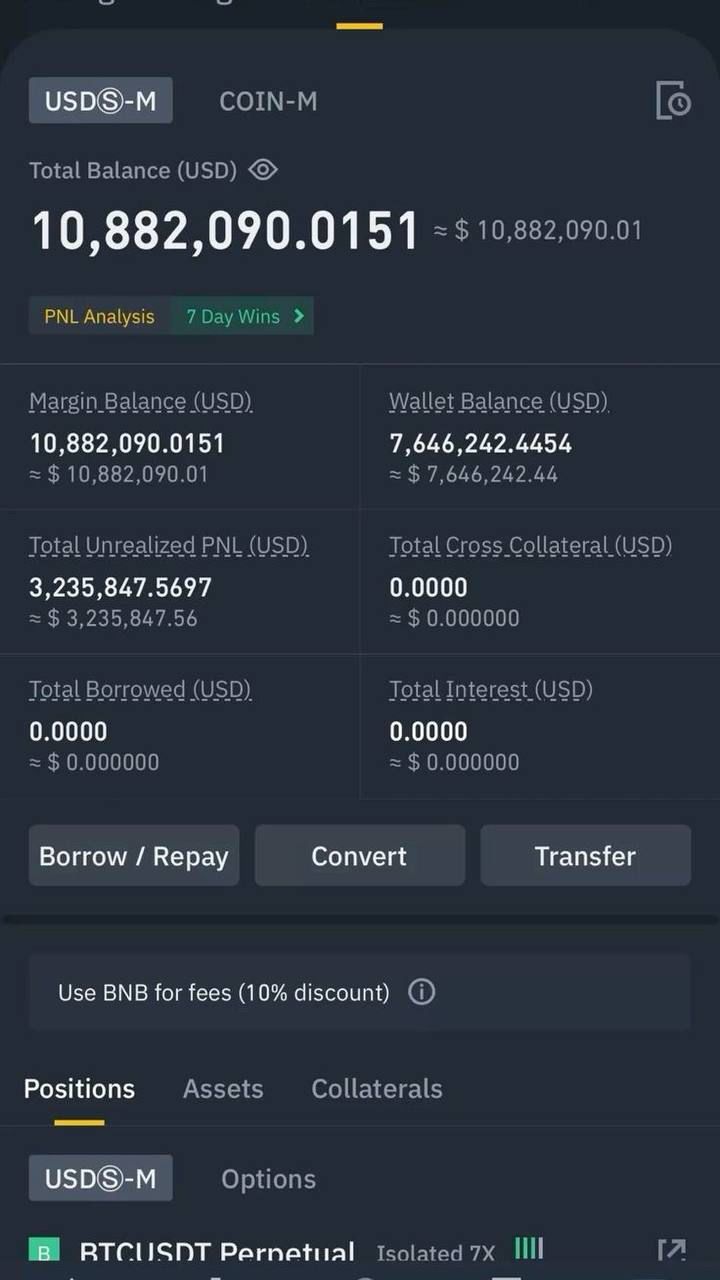 USDⓈ-M COIN-M
Total Balance (USD)
10,882,090.0151 ≈ $ 10,882,090.01
PNL Analysis 7 Day Wins
Margin Balance (USD) Wallet Balance (USD)
10,882,090.0151 7,646,242.4454
≈ $ 10,882,090.01 ≈ $ 7,646,242.44
Total Unrealized PNL (USD) Total Cross Collateral (USD)
3,235,847.5697 0.0000
≈ $ 3,235,847.56 ≈ $ 0.000000
Total Borrowed (USD) Total Interest (USD)
0.0000 0.0000
≈ $ 0.000000 ≈ $ 0.000000
Borrow / Repay Convert Transfer
Use BNB for fees (10% discount)
Positions Assets Collaterals
USDⓈ-M Options
B BTCUSDT Perpetual Isolated 7X